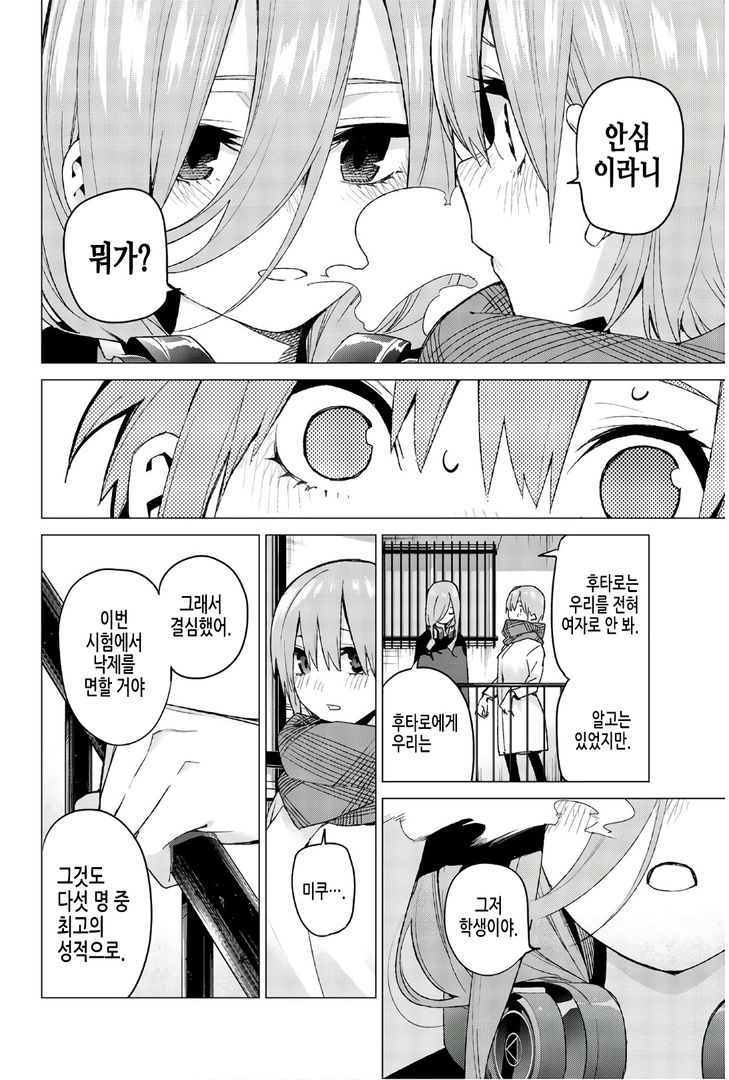 안심
이라니
뭐가?
후타로는
우리를 전혀
여자로 안 봐.
알고는
있었지만.
후타로에게
우리는
그저
학생이야.
미쿠….
그래서
결심했어.
이번
시험에서
낙제를
면할 거야
그것도
다섯 명 중
최고의
성적으로.